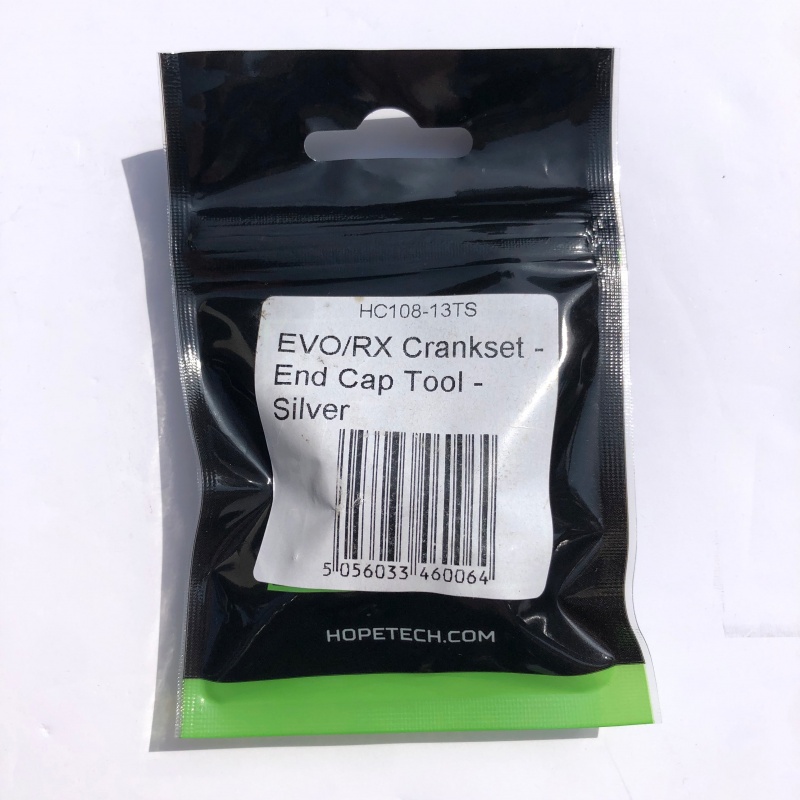 HC108-13TS
EVO/RX Crankset -
End Cap Tool -
Silver
5 056033 460064
HOPETECH.COM